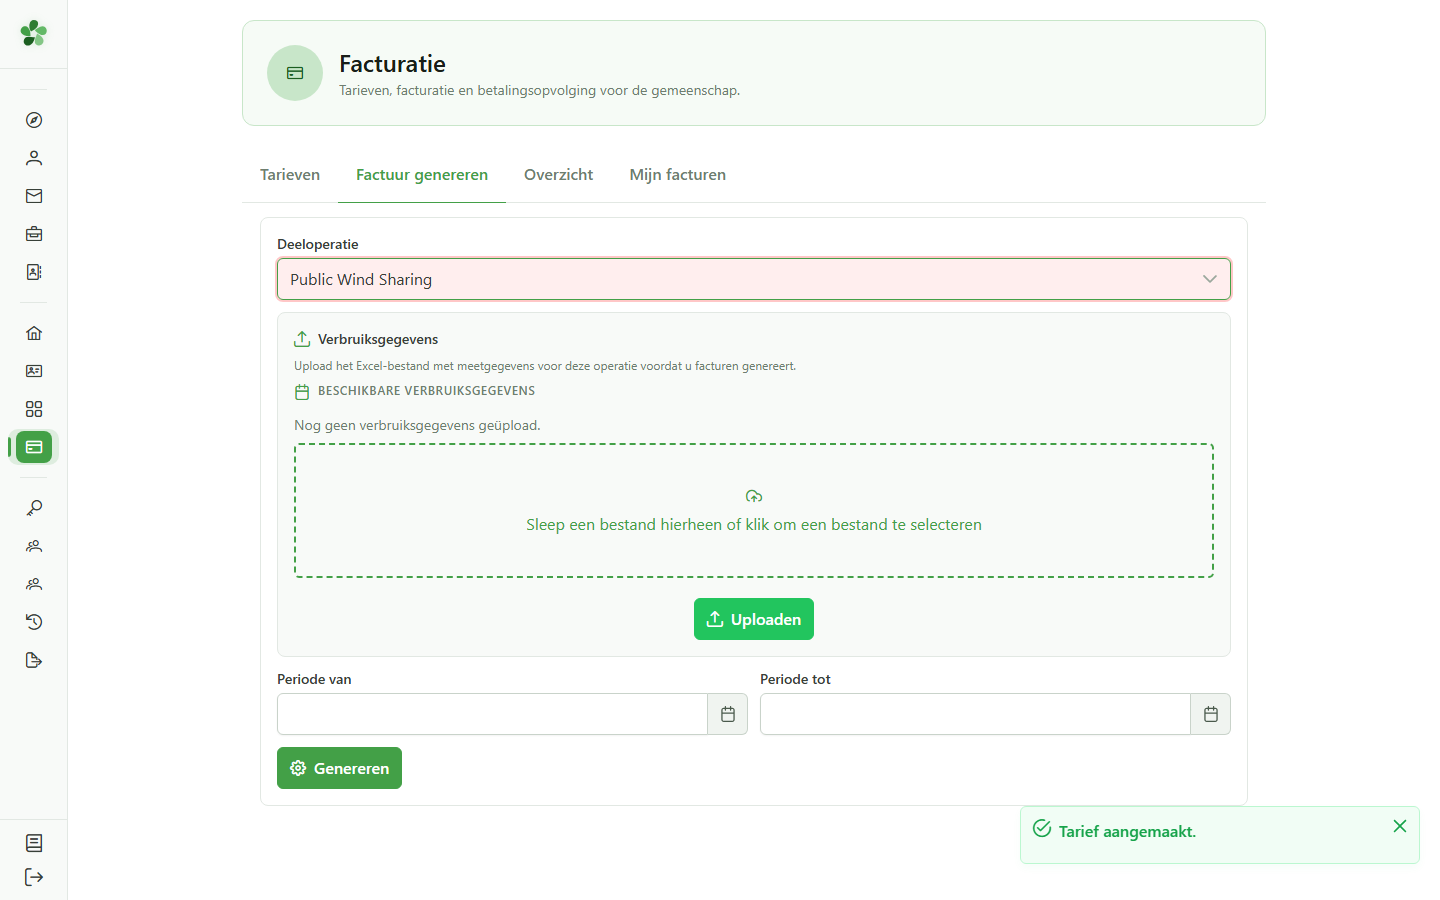 Facturatie
Tarieven, facturatie en betalingsopvolging voor de gemeenschap.
Tarieven
Factuur genereren
Overzicht
Mijn facturen
Deeloperatie
Public Wind Sharing
Verbruiksgegevens
Upload het Excel-bestand met meetgegevens voor deze operatie voordat u facturen genereert.
BESCHIKBARE VERBRUIKSGEGEVENS
Nog geen verbruiksgegevens geüpload.
Sleep een bestand hierheen of klik om een bestand te selecteren
Uploaden
Periode van
Periode tot
Genereren
Tarief aangemaakt.